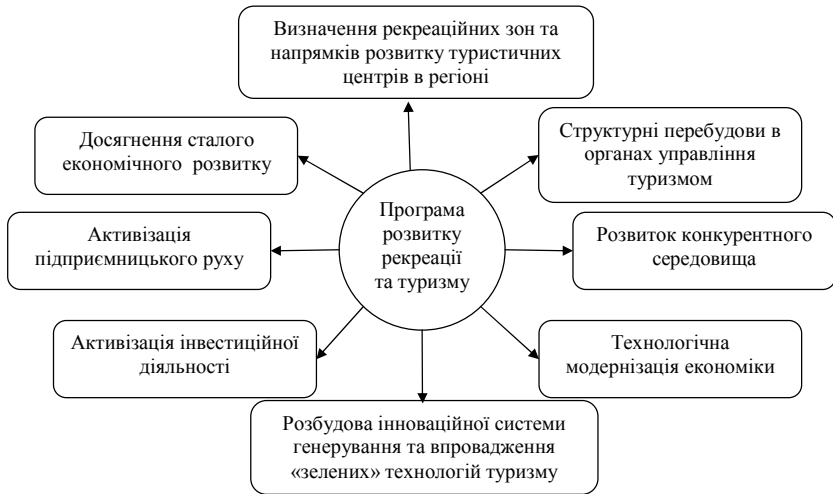 Визначення рекреаційних зон та
напрямків розвитку туристичних
центрів в регіоні
Досягнення сталого
економічного розвитку
Структурні перебудови в
органах управління
туризмом
Програма
розвитку
рекреації
та туризму
Активізація
підприємницького руху
Розвиток конкурентного
середовища
Активізація інвестиційної
діяльності
Технологічна
модернізація економіки
Розбудова інноваційної системи
генерування та впровадження
«зелених» технологій туризму